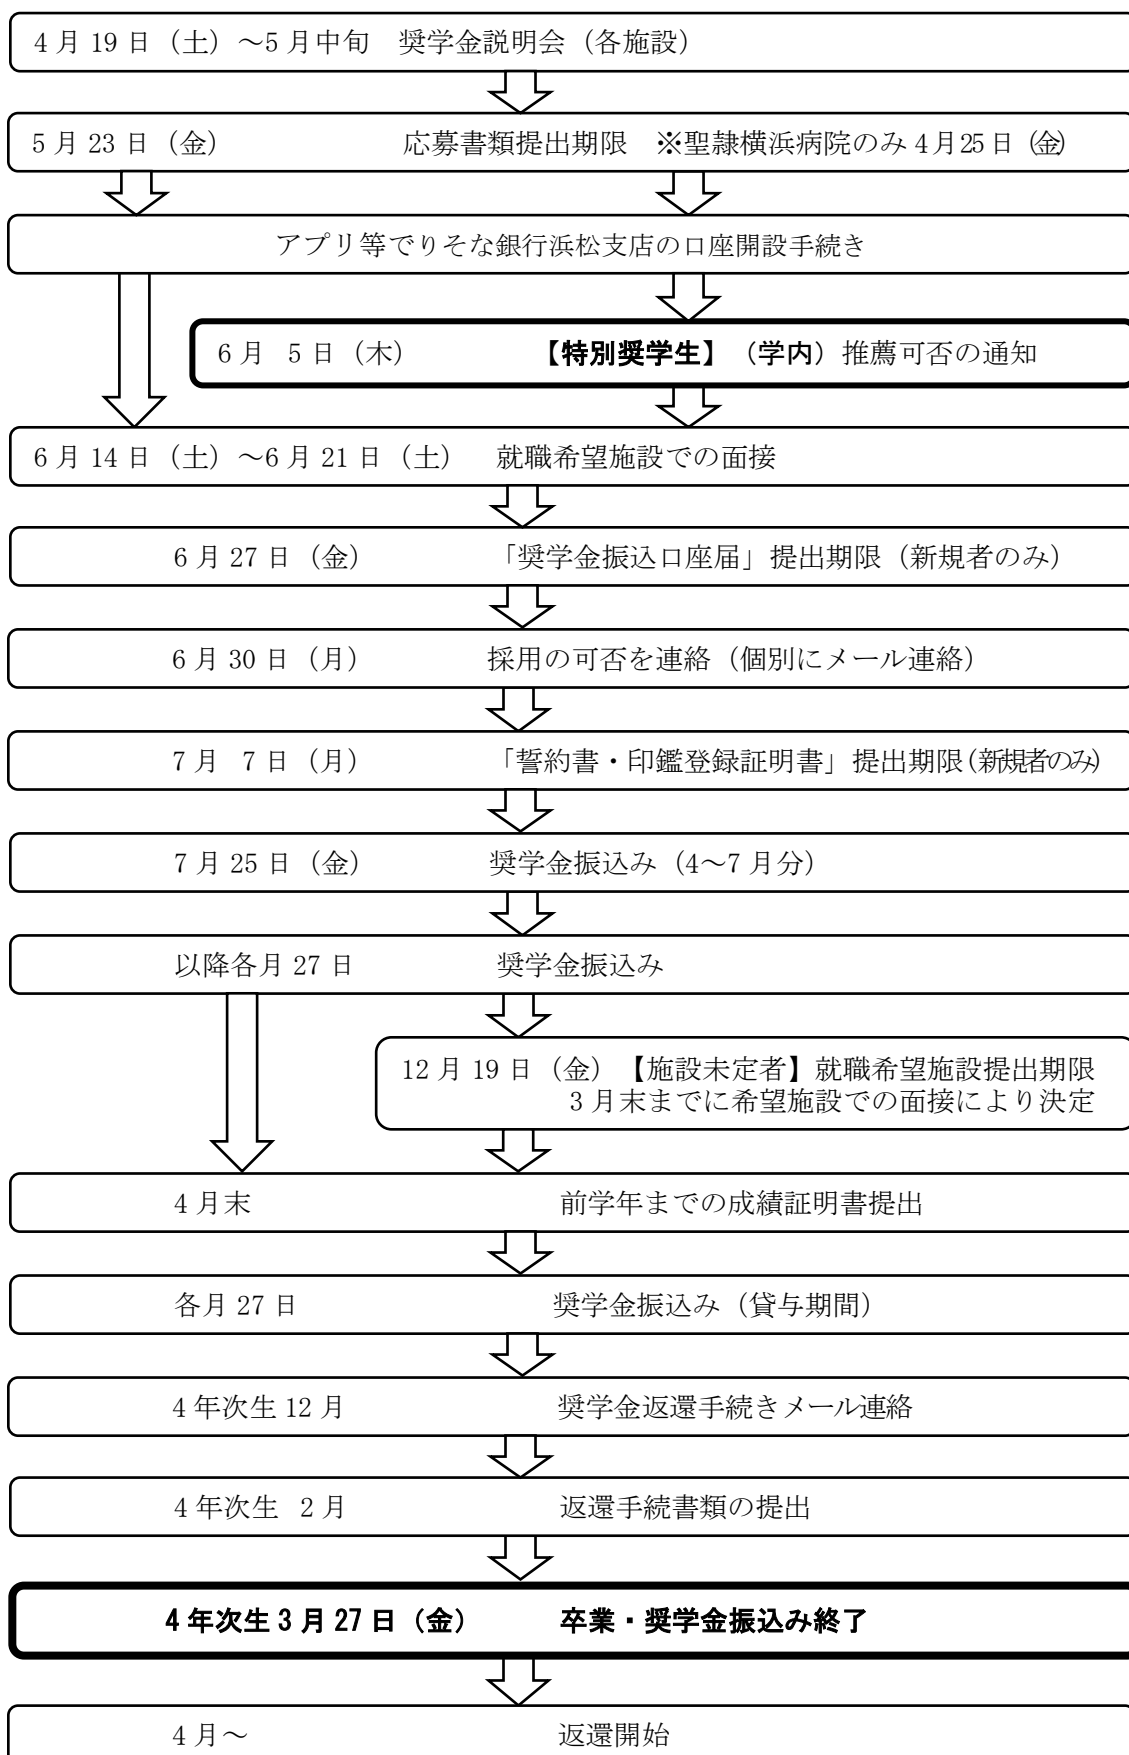 4月19日（土）～5月中旬　奨学金説明会（各施設）
5月23日（金）　応募書類提出期限　※聖隷横浜病院のみ4月25日（金）
アプリ等でりそな銀行浜松支店の口座開設手続き
6月　5日（木）　【特別奨学生】（学内）推薦可否の通知
6月14日（土）～6月21日（土）　就職希望施設での面接
6月27日（金）　「奨学金振込口座届」提出期限（新規者のみ）
6月30日（月）　採用の可否を連絡（個別にメール連絡）
7月　7日（月）　「誓約書・印鑑登録証明書」提出期限（新規者のみ）
7月25日（金）　奨学金振込み（4～7月分）
以降各月27日　奨学金振込み
12月19日（金）【施設未定者】就職希望施設提出期限
3月末までに希望施設での面接により決定
4月末　前学年までの成績証明書提出
各月27日　奨学金振込み（貸与期間）
4年次生12月　奨学金返還手続きメール連絡
4年次生　2月　返還手続書類の提出
4年次生3月27日（金）　卒業・奨学金振込み終了
4月～　返還開始